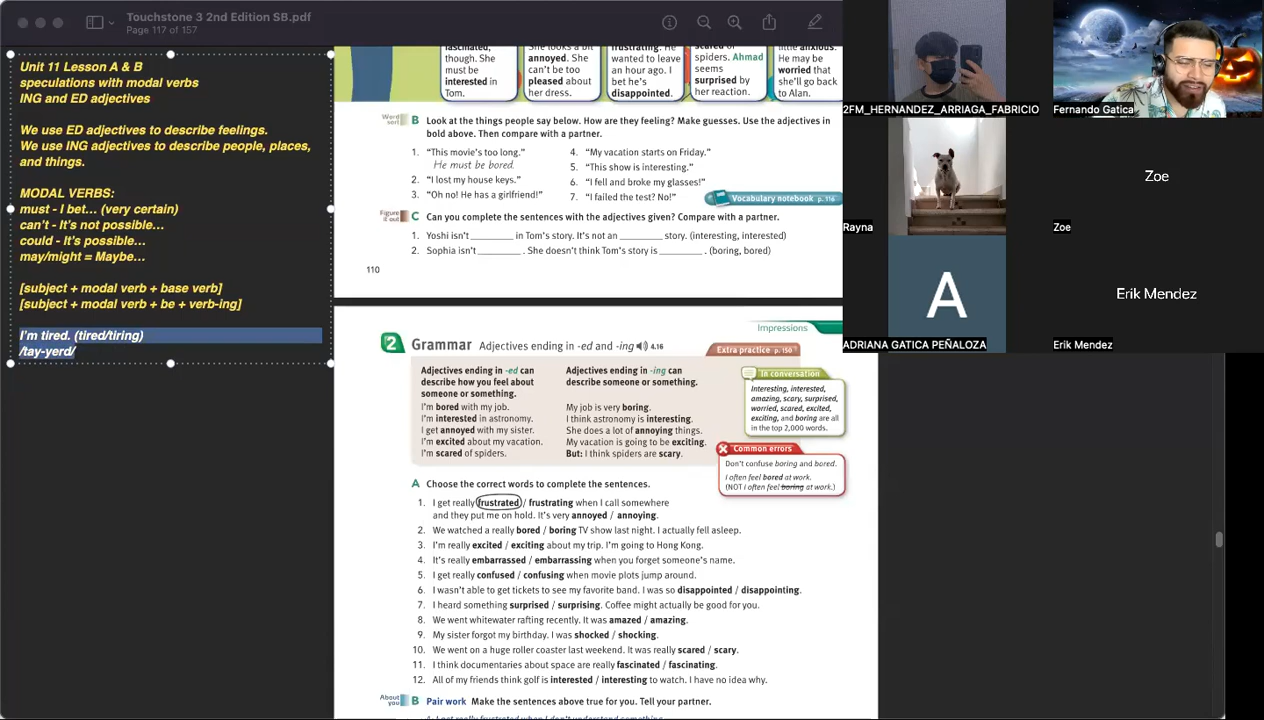 Touchstone 3 2nd Edition SB.pdf
Page 117 of 157
Unit 11 Lesson A & B
speculations with modal verbs
ING and ED adjectives
We use ED adjectives to describe feelings.
We use ING adjectives to describe people, places,
and things.
MODAL VERBS:
must - I bet... (very certain)
can't - It's not possible...
could - It's possible...
may/might = Maybe...
[subject + modal verb + base verb]
[subject + modal verb + be + verb-ing]
I'm tired. (tired/tiring)
/tay-yerd/
fascinated,
though. She
must be
interested in
Tom.
She looks a bit
annoyed. She
can't be too
pleased about
her dress.
frustrating. He
wanted to leave
an hour ago. I
bet he's
disappointed.
scared of
spiders. Ahmad
seems
surprised by
her reaction.
little anxious.
He may be
worried that
she'll go back
to Alan.
Word sort
B Look at the things people say below. How are they feeling? Make guesses. Use the adjectives in
bold above. Then compare with a partner.
1. "This movie's too long."
He must be bored.
2. "I lost my house keys."
3. "Oh no! He has a girlfriend!"
4. "My vacation starts on Friday."
5. "This show is interesting."
6. "I fell and broke my glasses!"
7. "I failed the test? No!"
Vocabulary notebook p. 116
Figure it out
C Can you complete the sentences with the adjectives given? Compare with a partner.
1. Yoshi isn't ________ in Tom's story. It's not an ________ story. (interesting, interested)
2. Sophia isn't ________ . She doesn't think Tom's story is ________ . (boring, bored)
110
Impressions
2 Grammar Adjectives ending in -ed and -ing 4.16
Extra practice p. 150
Adjectives ending in -ed can
describe how you feel about
someone or something.
I'm bored with my job.
I'm interested in astronomy.
I get annoyed with my sister.
I'm excited about my vacation.
I'm scared of spiders.
Adjectives ending in -ing can
describe someone or something.
My job is very boring.
I think astronomy is interesting.
She does a lot of annoying things.
My vacation is going to be exciting.
But: I think spiders are scary.
In conversation
Interesting, interested,
amazing, scary, surprised,
worried, scared, excited,
exciting, and boring are all
in the top 2,000 words.
Common errors
Don't confuse boring and bored.
I often feel bored at work.
(NOT I often feel boring at work.)
A Choose the correct words to complete the sentences.
1. I get really frustrated / frustrating when I call somewhere
and they put me on hold. It's very annoyed / annoying.
2. We watched a really bored / boring TV show last night. I actually fell asleep.
3. I'm really excited / exciting about my trip. I'm going to Hong Kong.
4. It's really embarrassed / embarrassing when you forget someone's name.
5. I get really confused / confusing when movie plots jump around.
6. I wasn't able to get tickets to see my favorite band. I was so disappointed / disappointing.
7. I heard something surprised / surprising. Coffee might actually be good for you.
8. We went whitewater rafting recently. It was amazed / amazing.
9. My sister forgot my birthday. I was shocked / shocking.
10. We went on a huge roller coaster last weekend. It was really scared / scary.
11. I think documentaries about space are really fascinated / fascinating.
12. All of my friends think golf is interested / interesting to watch. I have no idea why.
About you
B Pair work Make the sentences above true for you. Tell your partner.
A I get really frustrated when I don't understand something.
2FM_HERNANDEZ_ARRIAGA_FABRICIO
Fernando Gatica
Rayna
Zoe
Zoe
A
ADRIANA GATICA PEÑALOZA
Erik Mendez
Erik Mendez